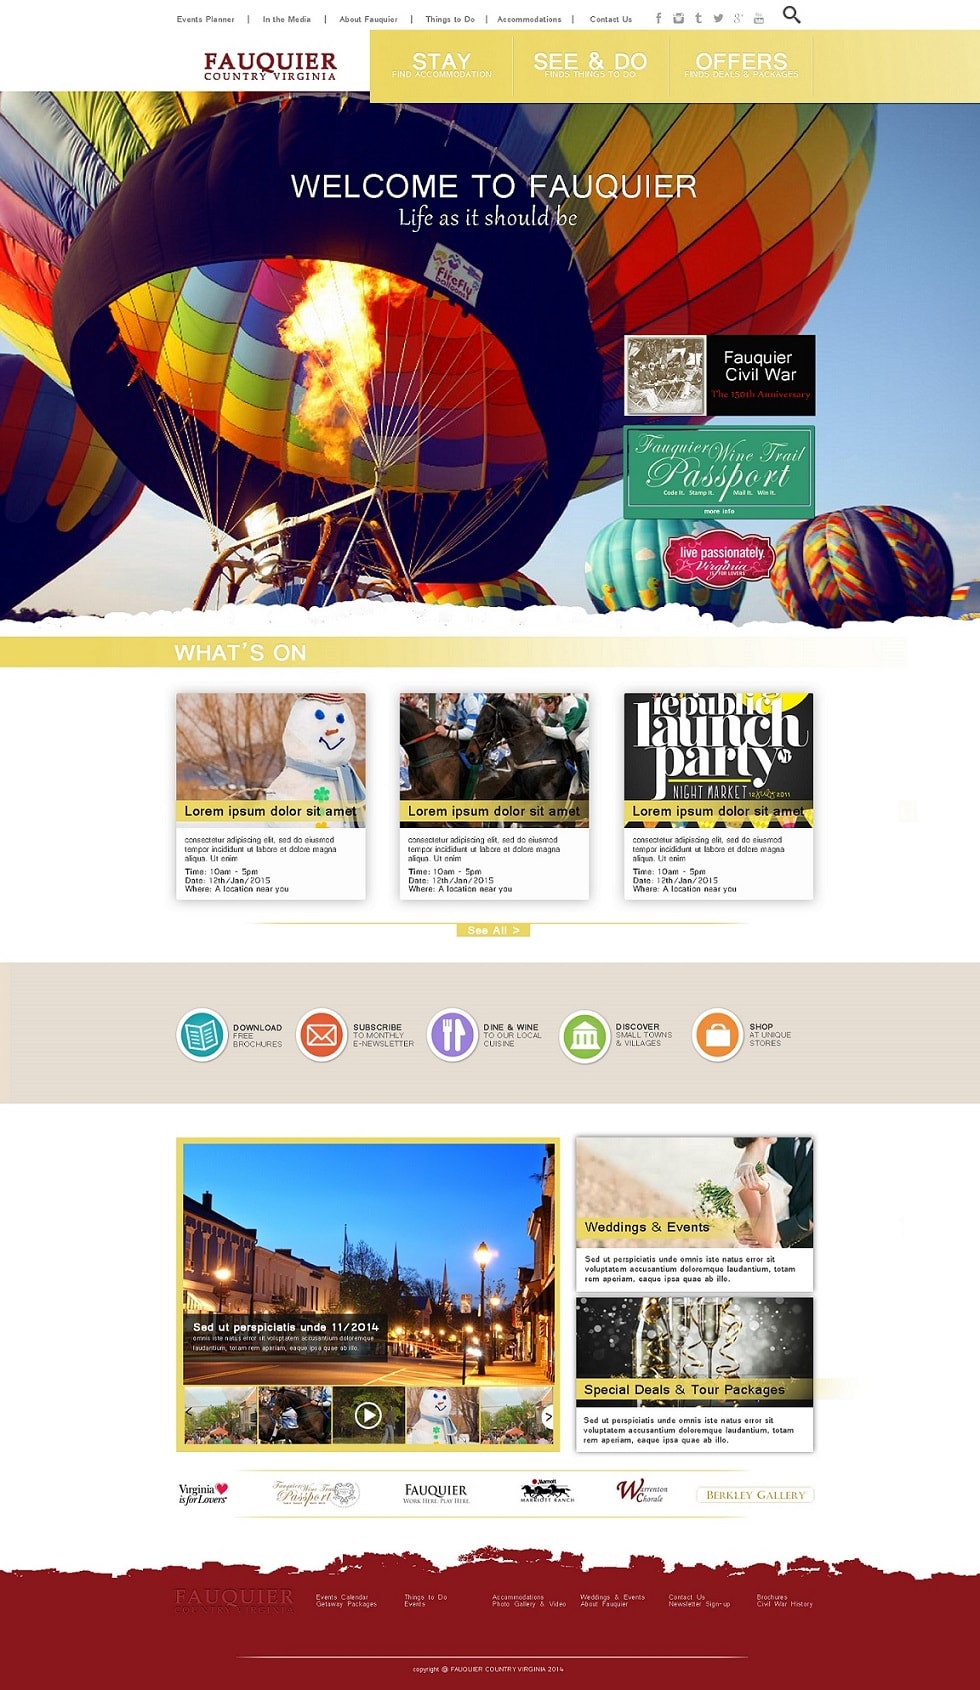 Events Planner | In the Media | About Fauquier | Things to Do | Accommodations | Contact Us
FAUQUIER
COUNTRY VIRGINIA
STAY
FIND ACCOMMODATION
SEE & DO
FINDS THINGS TO DO
OFFERS
FINDS DEALS & PACKAGES
WELCOME TO FAUQUIER
Life as it should be
FireFly
balloons
Fauquier
Civil War
The 150th Anniversary
Fauquier Wine Trail
Passport
Code It. Stamp It. Mail It. Win It.
more info
live passionately.
Virginia
IS FOR LOVERS
WHAT'S ON
Lorem ipsum dolor sit amet
consectetur adipiscing elit, sed do eiusmod
tempor incididunt ut labore et dolore magna
aliqua. Ut enim
Time: 10am - 5pm
Date: 12th/Jan/2015
Where: A location near you
Lorem ipsum dolor sit amet
consectetur adipiscing elit, sed do eiusmod
tempor incididunt ut labore et dolore magna
aliqua. Ut enim
Time: 10am - 5pm
Date: 12th/Jan/2015
Where: A location near you
republic
launch
party
NIGHT MARKET 12 July 2011
Lorem ipsum dolor sit amet
consectetur adipiscing elit, sed do eiusmod
tempor incididunt ut labore et dolore magna
aliqua. Ut enim
Time: 10am - 5pm
Date: 12th/Jan/2015
Where: A location near you
See All >
DOWNLOAD
FREE
BROCHURES
SUBSCRIBE
TO MONTHLY
E-NEWSLETTER
DINE & WINE
TO OUR LOCAL
CUISINE
DISCOVER
SMALL TOWNS
& VILLAGES
SHOP
AT UNIQUE
STORES
Sed ut perspiciatis unde 11/2014
omnis iste natus error sit voluptatem accusantium doloremque
laudantium, totam rem aperiam, eaque ipsa quae ab illo.
Weddings & Events
Sed ut perspiciatis unde omnis iste natus error sit
voluptatem accusantium doloremque laudantium, totam
rem aperiam, eaque ipsa quae ab illo.
Special Deals & Tour Packages
Sed ut perspiciatis unde omnis iste natus error sit
voluptatem accusantium doloremque laudantium, totam
rem aperiam, eaque ipsa quae ab illo.
Virginia
is for Lovers
Fauquier Wine Trail
Passport
FAUQUIER
WORK HERE. PLAY HERE.
Marriott
MARRIOTT RANCH
Warrenton
Chorale
BERKLEY GALLERY
FAUQUIER
COUNTRY VIRGINIA
Events Calendar
Getaway Packages
Things to Do
Events
Accommodations
Photo Gallery & Video
Weddings & Events
About Fauquier
Contact Us
Newsletter Sign-up
Brochures
Civil War History
copyright @ FAUQUIER COUNTRY VIRGINIA 2014